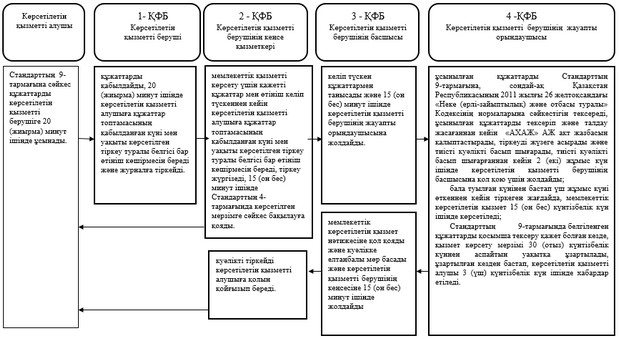 Көрсетілетін
қызметті алушы
1- ҚФБ
Көрсетілетін
қызметті беруші
2 - ҚФБ
Көрсетілетін қызметті
берушінің кеңсе
қызметкері
3 - ҚФБ
Көрсетілетін қызметті
берушінің басшысы
4 -ҚФБ
Көрсетілетін қызметті берушінің жауапты
орындаушысы
Стандарттың 9-
тармағына сәйкес
құжаттарды
көрсетілетін
берушіге 20
(жиырма) минут
ішінде ұсынады.
құжаттарды
қабылдайды, 20
(жиырма) минут ішінде
көрсетілетін қызметті
алушыға құжаттар
топтамасының
қабылданған күні мен
уақыты көрсетілген
тіркеу туралы белгісі бар
өтініш көшірмесін береді
және журналға тіркейді.
мемлекеттік қызметті
көрсету үшін қажетті
құжаттар мен өтініш келіп
түскеннен кейін
көрсетілетін қызметті
алушыға құжаттар
топтамасының
қабылданған күні мен
уақыты көрсетілген тіркеу
туралы белгісі бар өтініш
көшірмесін береді, тіркеу
жүргізеді, 15 (он бес)
минут ішінде
Стандарттың 4-
тармағында көрсетілген
мерзімге сәйкес бақылауға
қояды.
келіп түскен
құжаттармен
танысады және 15 (он
бес) минут ішінде
көрсетілетін қызметті
берушінің жауапты
орындаушысына
жолдайды.
ұсынылған құжаттарды Стандарттың
9-тармағына, сондай-ақ Қазақстан
Республикасының 2011 жылғы 26 желтоқсандағы
«Неке (ерлі-зайыптылық) және отбасы туралы»
Кодексінің нормаларына сәйкестігін тексереді,
ұсынылған құжаттарды тексеріп және талдау
жасағаннан кейін «АХАЖ» АЖ акт жазбасын
қалыптастырады, тіркеуді жүзеге асырады және
тиісті куәлікті басып шығарады, тиісті куәлікті
басып шығарғаннан кейін 2 (екі) жұмыс күн
ішінде көрсетілетін қызметті берушінің
басшысына қол қою үшін жолдайды;
бала туылған күнінен бастап үш жұмыс күні
өткеннен кейін тіркеген жағдайда, мемлекеттік
көрсетілетін қызмет 15 (он бес) күнтізбелік күн
ішінде көрсетіледі;
Стандарттың 9-тармағында белгіленген
құжаттарды қосымша тексеру қажет болған кезде,
қызмет көрсету мерзімі 30 (отыз) күнтізбелік
күннен аспайтын уақытқа ұзартылады,
ұзартылған кезден бастап, көрсетілетін қызметті
алушы 3 (үш) күнтізбелік күн ішінде хабардар
етіледі.
мемлекеттік
көрсетілетін қызмет
нәтижесіне қол қояды
және куәлікке
елтаңбалы мөр басады
және көрсетілетін
қызметті берушінің
кеңсесіне 15 (он бес)
минут ішінде
жолдайды
куәлікті тіркейді
көрсетілетін қызметті
алушыға қолын
қойғызып береді.